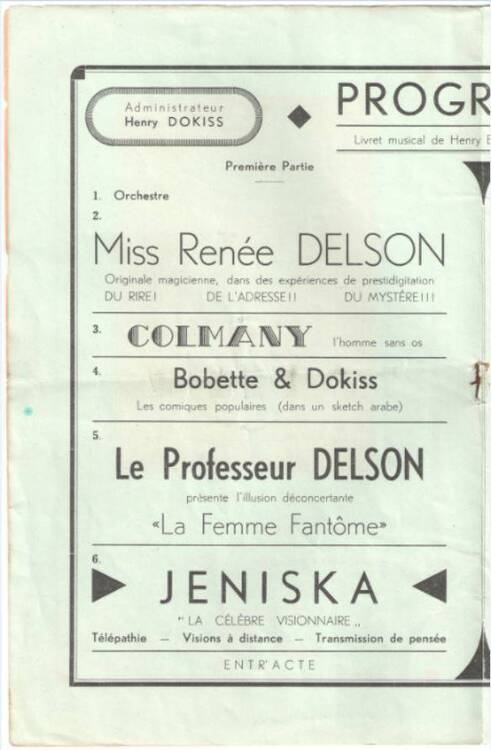 Administrateur
Henry DOKISS
PROGR
Livret musical de Henry
Première Partie
1. Orchestre
2.
Miss Renée DELSON
Originale magicienne, dans des expériences de prestidigitation
DU RIRE! DE L'ADRESSE!! DU MYSTÈRE!!!
3. COLMÁNY l'homme sans os
4.
Bobette & Dokiss
Les comiques populaires (dans un sketch arabe)
5.
Le Professeur DELSON
présente l'illusion déconcertante
«La Femme Fantôme»
6.
JENISKA
" LA CÉLÈBRE VISIONNAIRE „
Télépathie — Visions à distance — Transmission de pensée
ENTR'ACTE